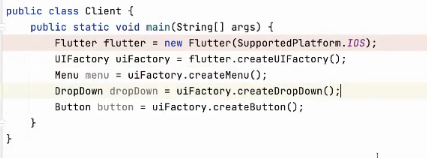 public class Client {
public static void main(String[] args) {
Flutter flutter = new Flutter(SupportedPlatform.IOS);
UIFactory uiFactory = flutter.createUIFactory();
Menu menu = uiFactory.createMenu();
DropDown dropDown = uiFactory.createDropDown();
Button button = uiFactory.createButton();
}
}